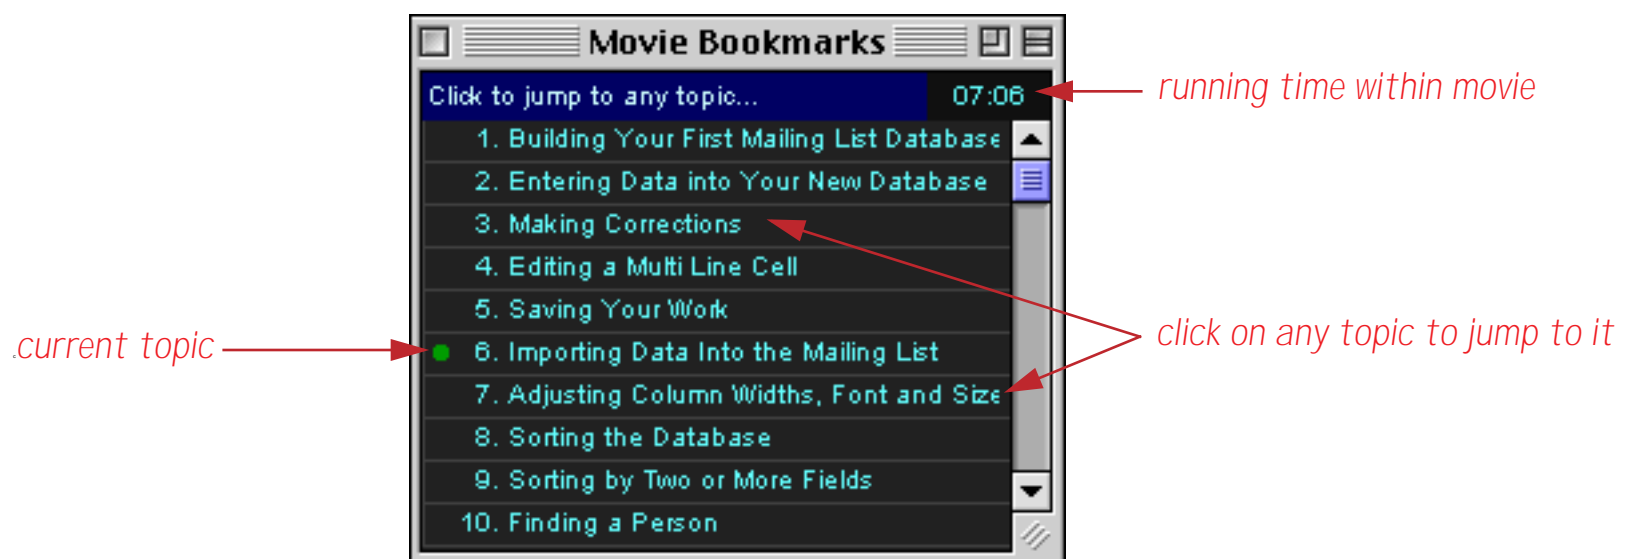 Movie Bookmarks
Click to jump to any topic... 07:06
running time within movie
1. Building Your First Mailing List Database
2. Entering Data into Your New Database
3. Making Corrections
4. Editing a Multi Line Cell
5. Saving Your Work
click on any topic to jump to it
current topic
6. Importing Data Into the Mailing List
7. Adjusting Column Widths, Font and Size
8. Sorting the Database
9. Sorting by Two or More Fields
10. Finding a Person